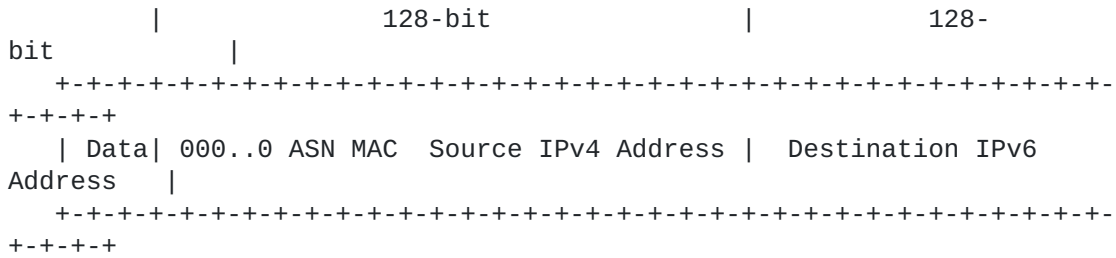 |              128-bit               |           128-
bit             |
+-+-+-+-+-+-+-+-+-+-+-+-+-+-+-+-+-+-+-+-+-+-+-+-+-+-+-+-+-+-+-+-+-+-
+-+-+-+
| Data| 000..0 ASN MAC  Source IPv4 Address |  Destination IPv6
Address   |
+-+-+-+-+-+-+-+-+-+-+-+-+-+-+-+-+-+-+-+-+-+-+-+-+-+-+-+-+-+-+-+-+-+-
+-+-+-+